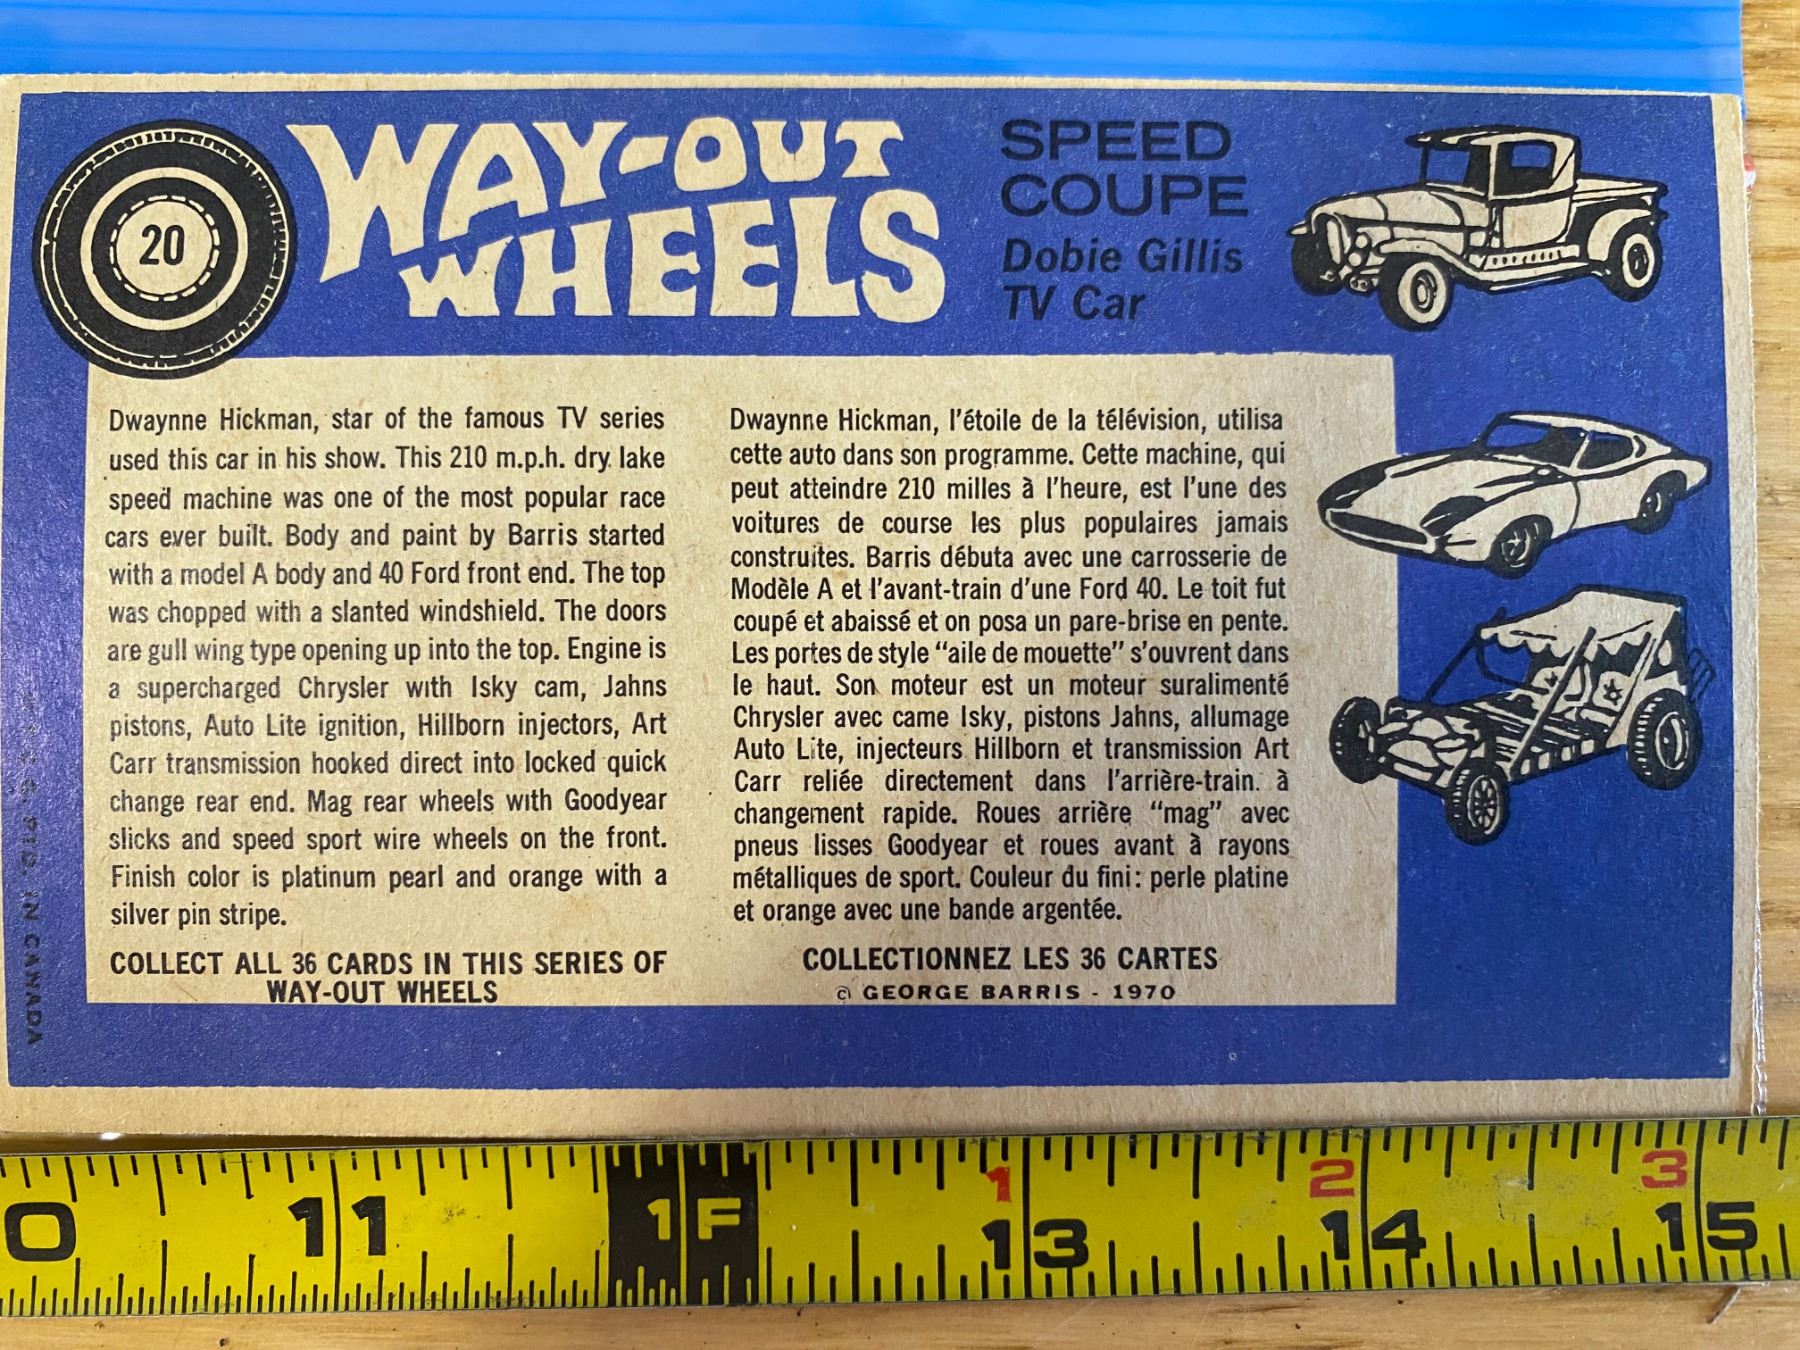 20
WAY-OUT
WHEELS
SPEED
COUPE
Dobie Gillis
TV Car
Dwaynne Hickman, star of the famous TV series
used this car in his show. This 210 m.p.h. dry lake
speed machine was one of the most popular race
cars ever built. Body and paint by Barris started
with a model A body and 40 Ford front end. The top
was chopped with a slanted windshield. The doors
are gull wing type opening up into the top. Engine is
a supercharged Chrysler with Isky cam, Jahns
pistons, Auto Lite ignition, Hillborn injectors, Art
Carr transmission hooked direct into locked quick
change rear end. Mag rear wheels with Goodyear
slicks and speed sport wire wheels on the front.
Finish color is platinum pearl and orange with a
silver pin stripe.
COLLECT ALL 36 CARDS IN THIS SERIES OF
WAY-OUT WHEELS
Dwaynne Hickman, l'étoile de la télévision, utilisa
cette auto dans son programme. Cette machine, qui
peut atteindre 210 milles à l'heure, est l'une des
voitures de course les plus populaires jamais
construites. Barris débuta avec une carrosserie de
Modèle A et l'avant-train d'une Ford 40. Le toit fut
coupé et abaissé et on posa un pare-brise en pente.
Les portes de style "aile de mouette" s'ouvrent dans
le haut. Son moteur est un moteur suralimenté
Chrysler avec came Isky, pistons Jahns, allumage
Auto Lite, injecteurs Hillborn et transmission Art
Carr reliée directement dans l'arrière-train. à
changement rapide. Roues arrière "mag" avec
pneus lisses Goodyear et roues avant à rayons
métalliques de sport. Couleur du fini: perle platine
et orange avec une bande argentée.
COLLECTIONNEZ LES 36 CARTES
© GEORGE BARRIS - 1970
PTD. IN CANADA
0 11 1F 13 14 15
1 2 3